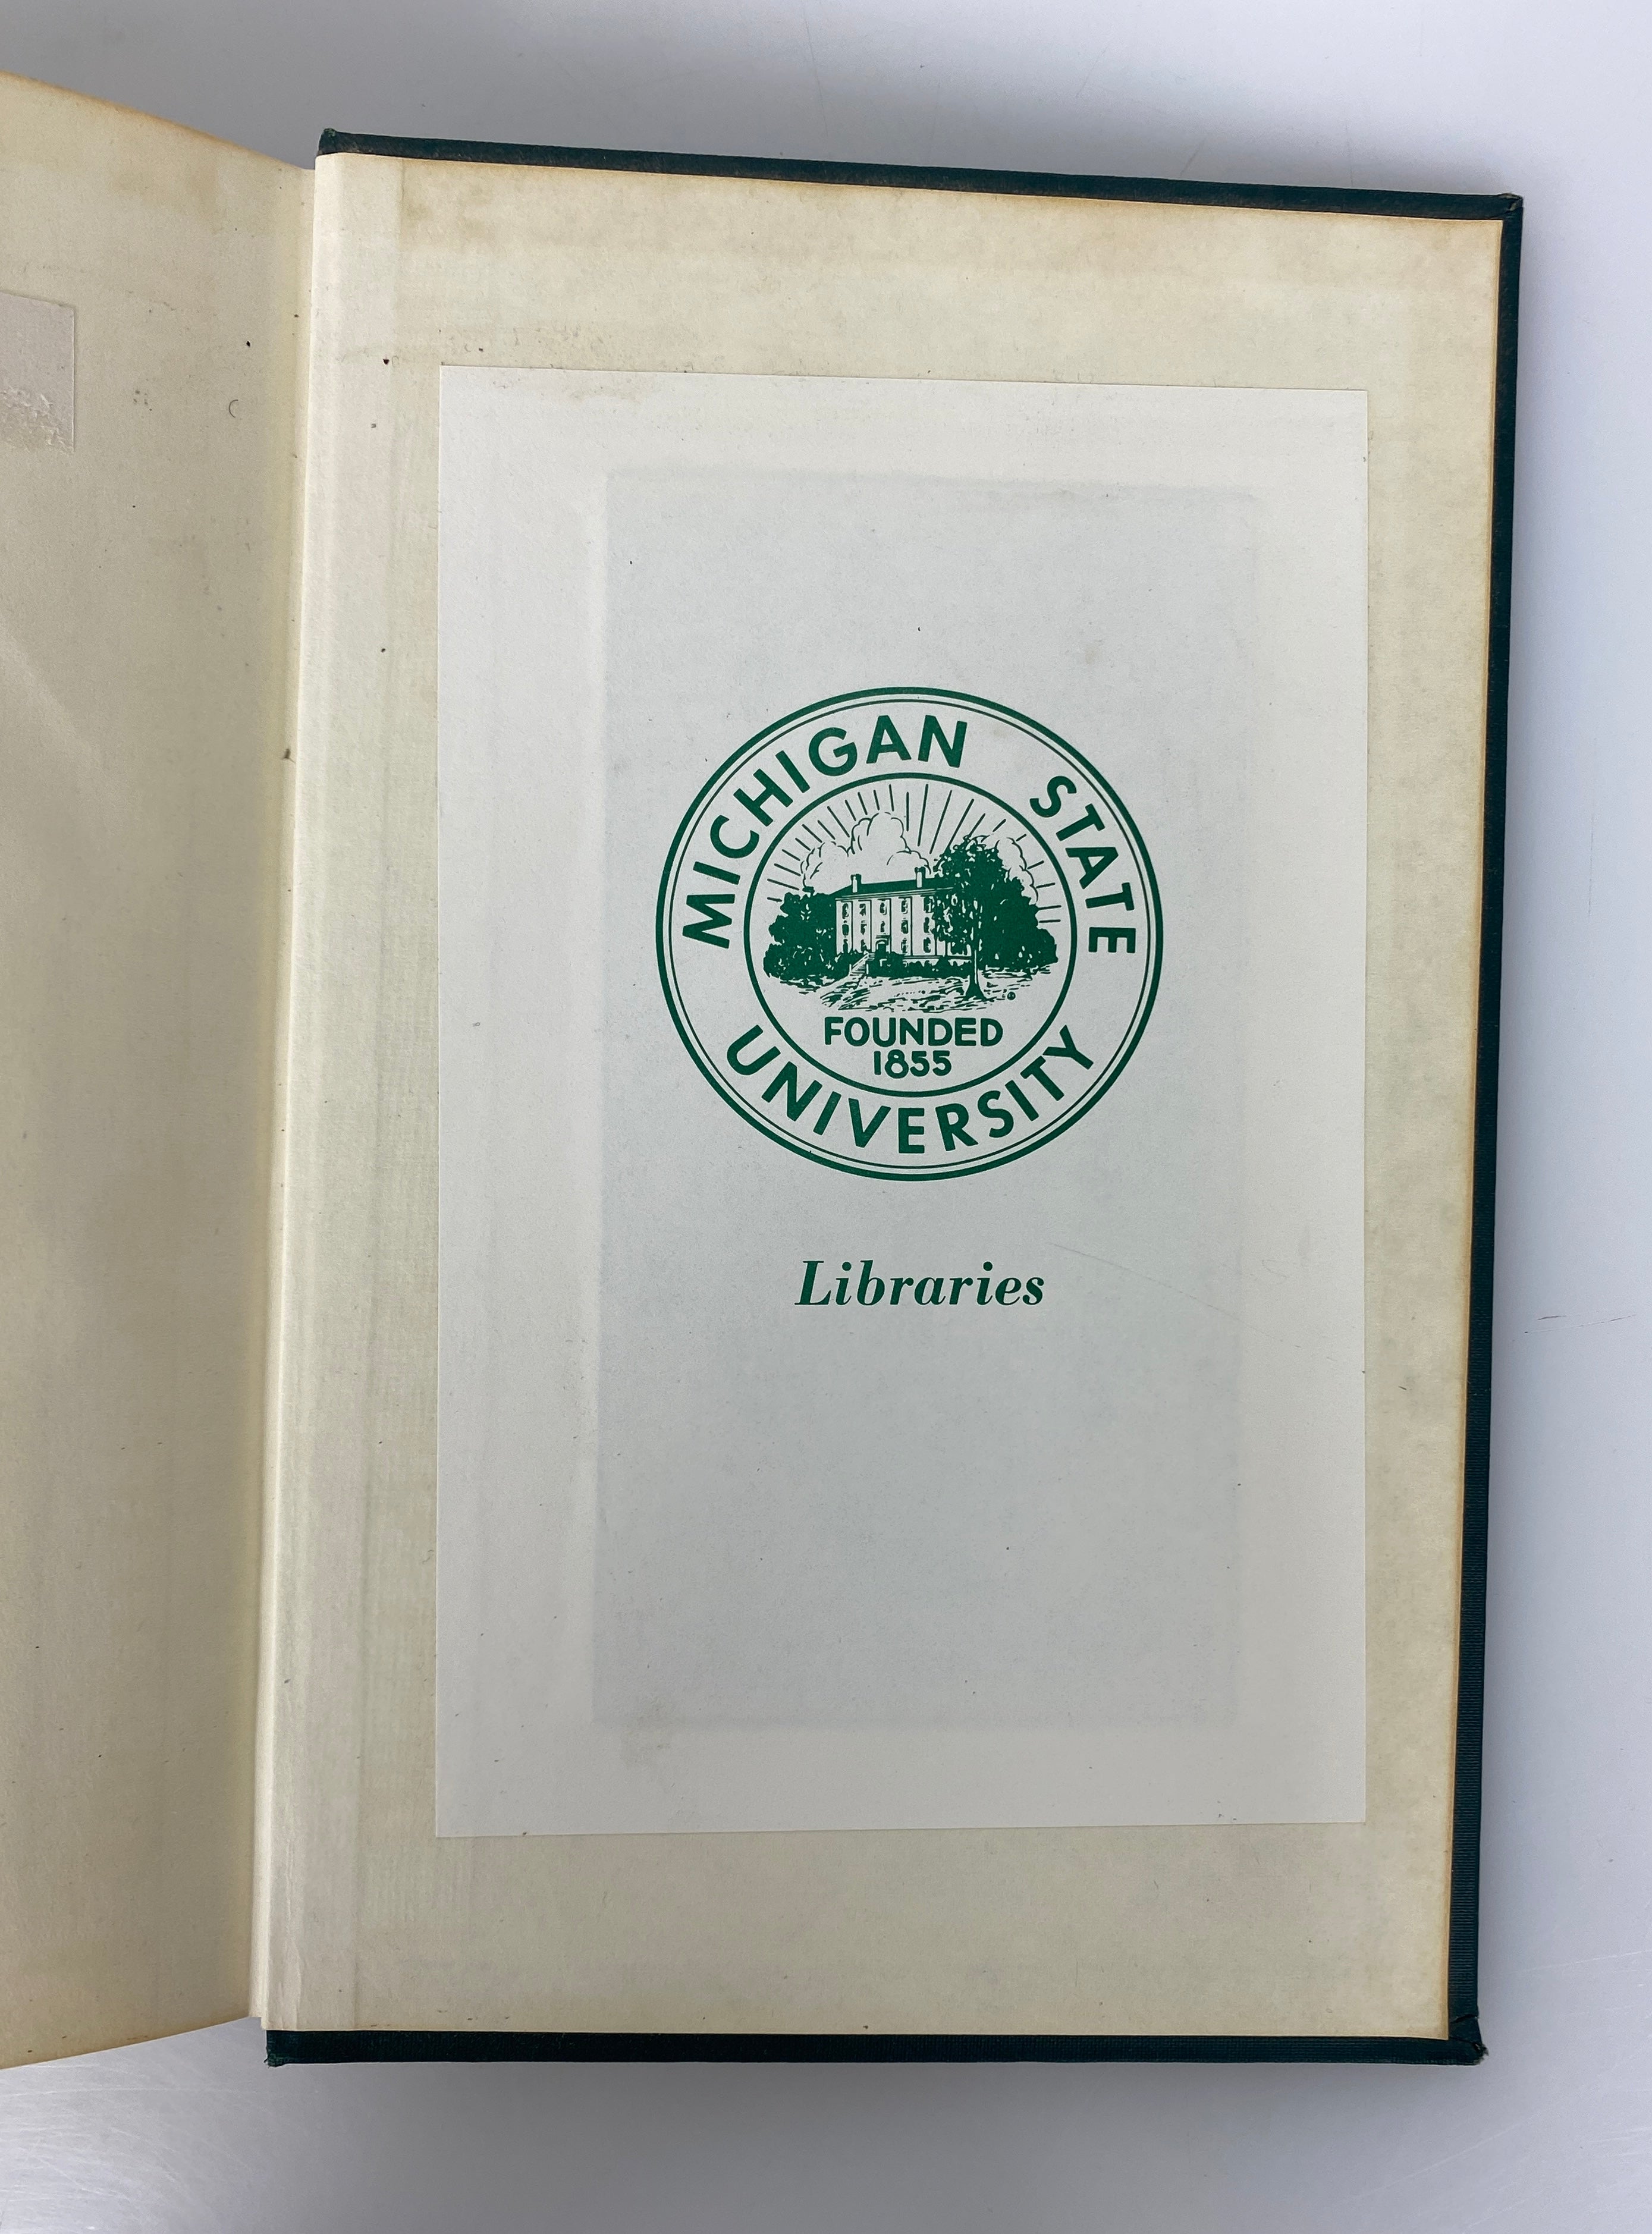 MICHIGAN STATE
UNIVERSITY
FOUNDED
1855
Libraries